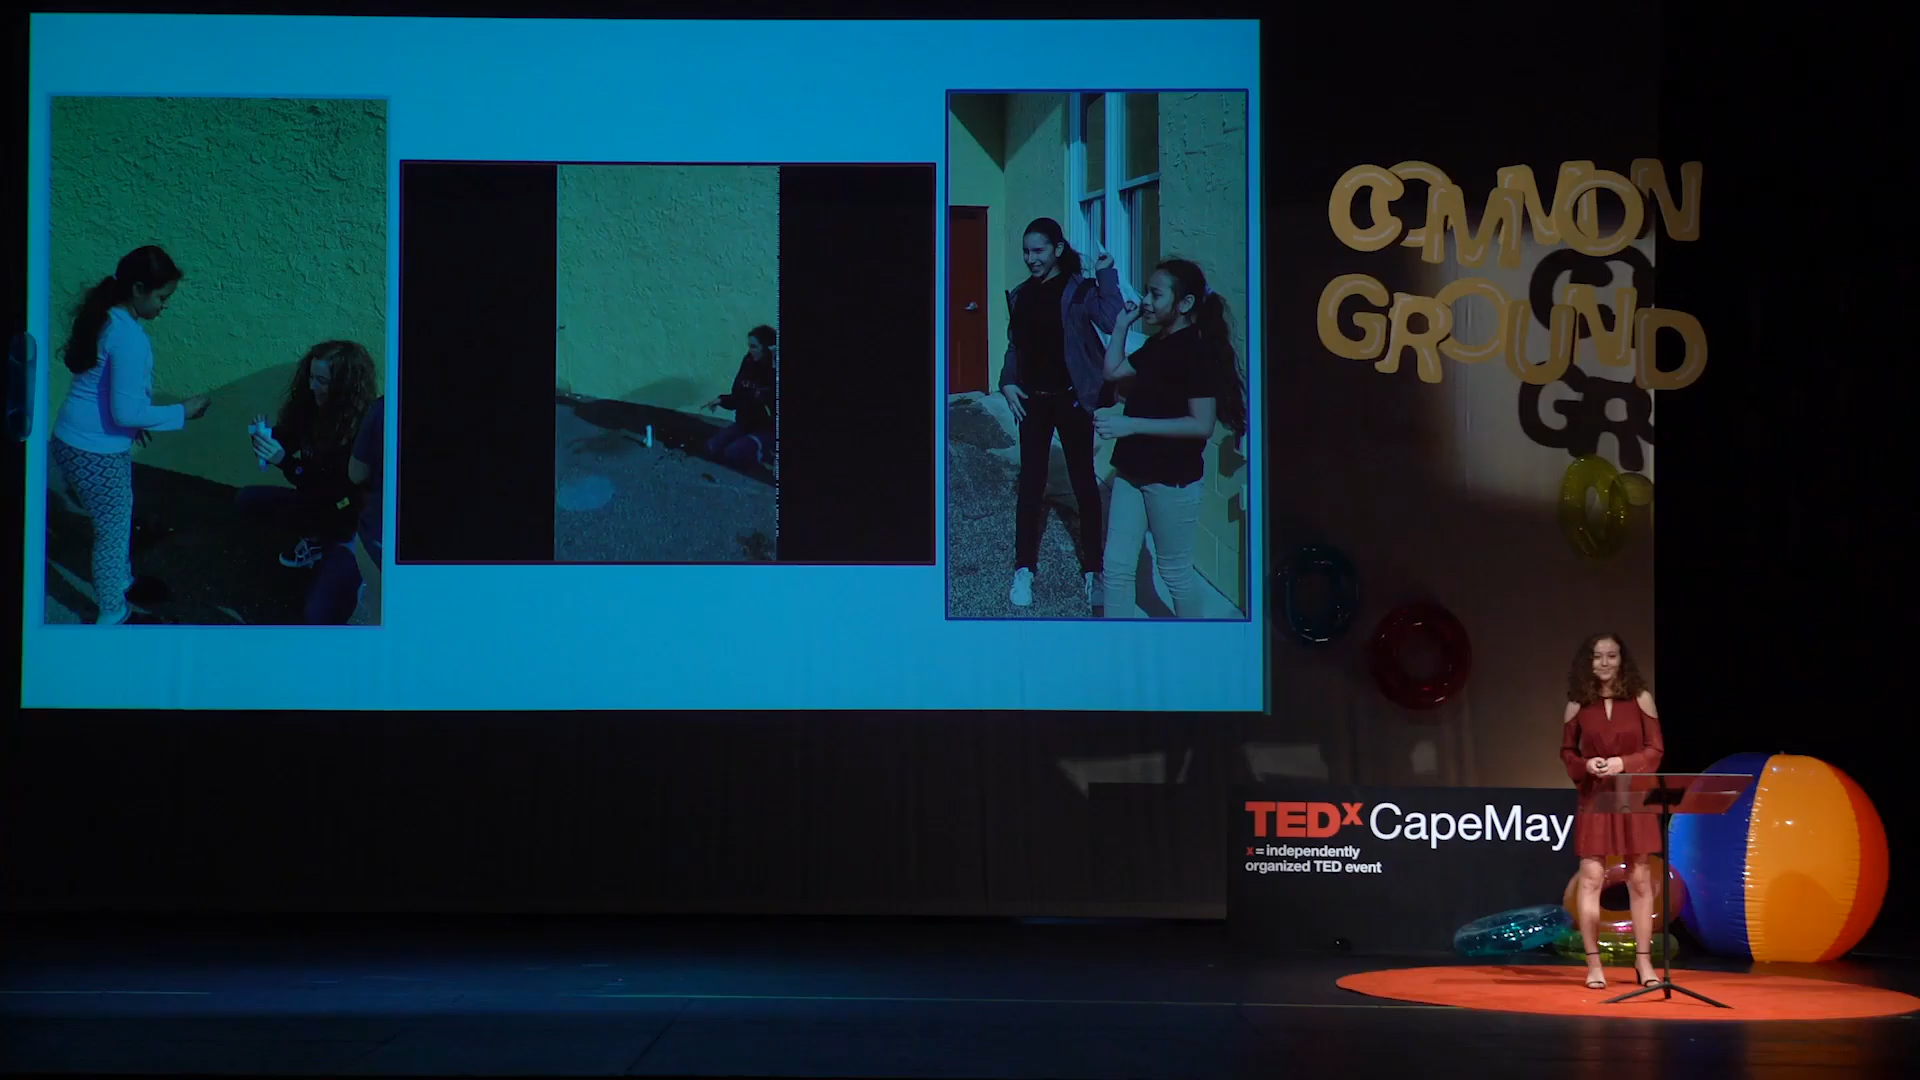 COMMON
GROUND
TEDx CapeMay
x = independently
organized TED event